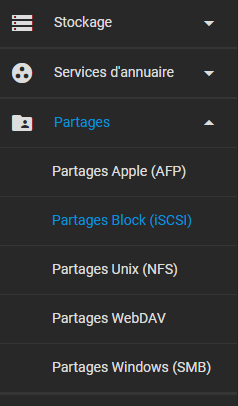 Stockage
Services d'annuaire
Partages
Partages Apple (AFP)
Partages Block (iSCSI)
Partages Unix (NFS)
Partages WebDAV
Partages Windows (SMB)